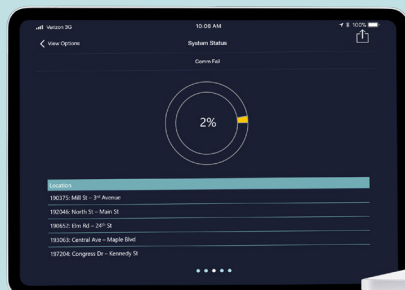 Verizon 3G 10:08 AM 100%
View Options System Status
Comm Fail
2%
Location
190375: Mill St – 3rd Avenue
192046: North St – Main St
190652: Elm Rd – 24th St
193063: Central Ave – Maple Blvd
197204: Congress Dr – Kennedy St